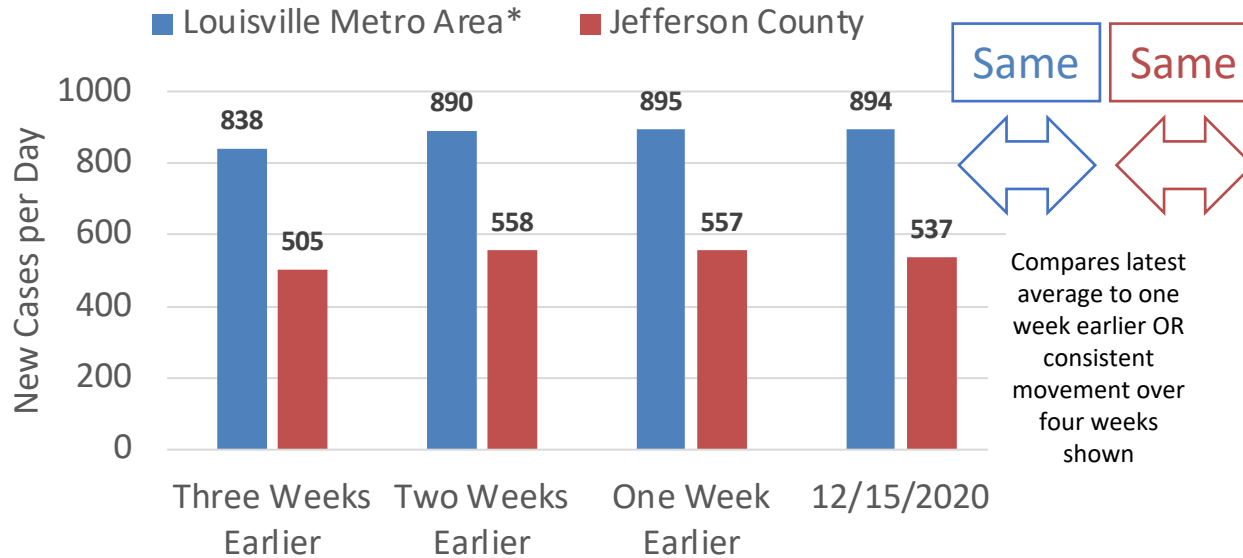 Louisville Metro Area* Jefferson County
Same Same
New Cases per Day
1000
800
600
400
200
0
838
505
890
558
895
557
894
537
Three Weeks
Earlier
Two Weeks
Earlier
One Week
Earlier
12/15/2020
Compares latest
average to one
week earlier OR
consistent
movement over
four weeks
shown